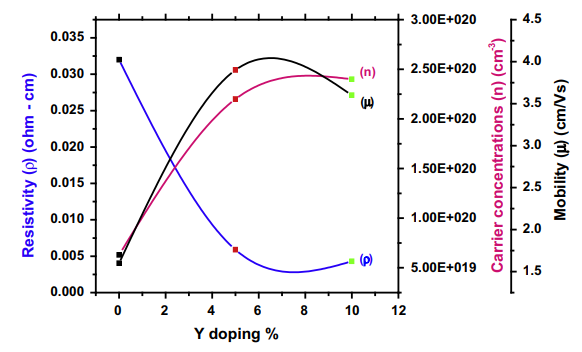 Resistivity (ρ) (ohm - cm)
0.035
0.030
0.025
0.020
0.015
0.010
0.005
0.000
0
2
4
6
8
10
12
Y doping %
(n)
(μ)
(ρ)
3.00E+020
2.50E+020
2.00E+020
1.50E+020
1.00E+020
5.00E+019
Carrier concentrations (n) (cm⁻³)
4.5
4.0
3.5
3.0
2.5
2.0
1.5
Mobility (μ) (cm/Vs)